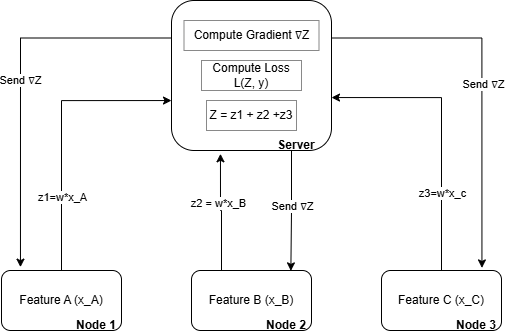 Compute Gradient ∇Z
Compute Loss
L(Z, y)
Z = z1 + z2 +z3
Server
Send ∇Z
Send ∇Z
z1=w*x_A
z2 = w*x_B
Send ∇Z
z3=w*x_c
Feature A (x_A)
Node 1
Feature B (x_B)
Node 2
Feature C (x_C)
Node 3